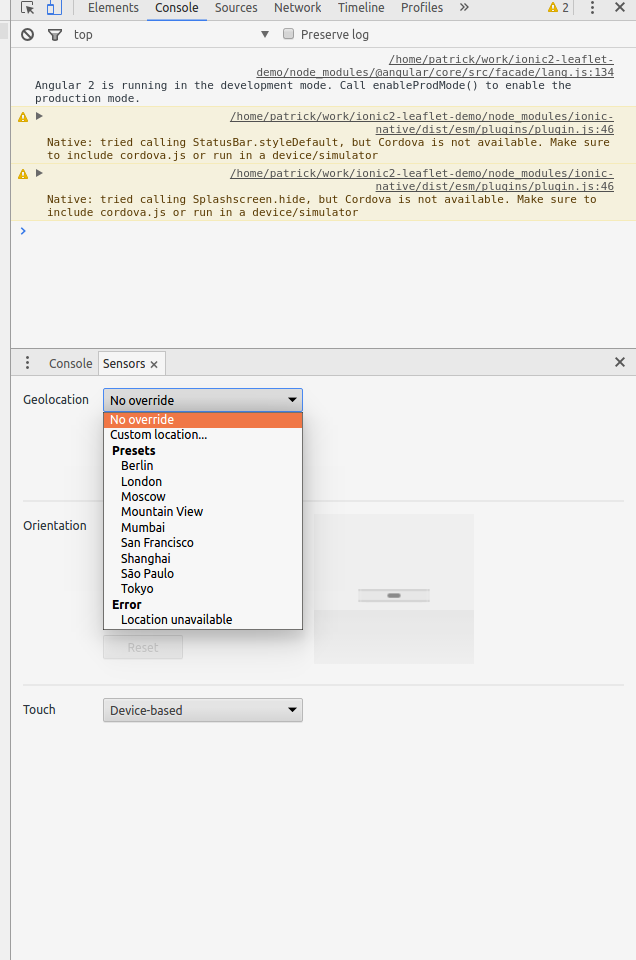 Elements Console Sources Network Timeline Profiles » 2
top Preserve log
/home/patrick/work/ionic2-leaflet-
demo/node_modules/@angular/core/src/facade/lang.js:134
Angular 2 is running in the development mode. Call enableProdMode() to enable the
production mode.
/home/patrick/work/ionic2-leaflet-demo/node_modules/ionic-
native/dist/esm/plugins/plugin.js:46
Native: tried calling StatusBar.styleDefault, but Cordova is not available. Make sure
to include cordova.js or run in a device/simulator
/home/patrick/work/ionic2-leaflet-demo/node_modules/ionic-
native/dist/esm/plugins/plugin.js:46
Native: tried calling Splashscreen.hide, but Cordova is not available. Make sure to
include cordova.js or run in a device/simulator
Console Sensors
Geolocation No override
No override
Custom location...
Presets
Berlin
London
Moscow
Mountain View
Orientation
Mumbai
San Francisco
Shanghai
São Paulo
Tokyo
Error
Location unavailable
Reset
Touch Device-based